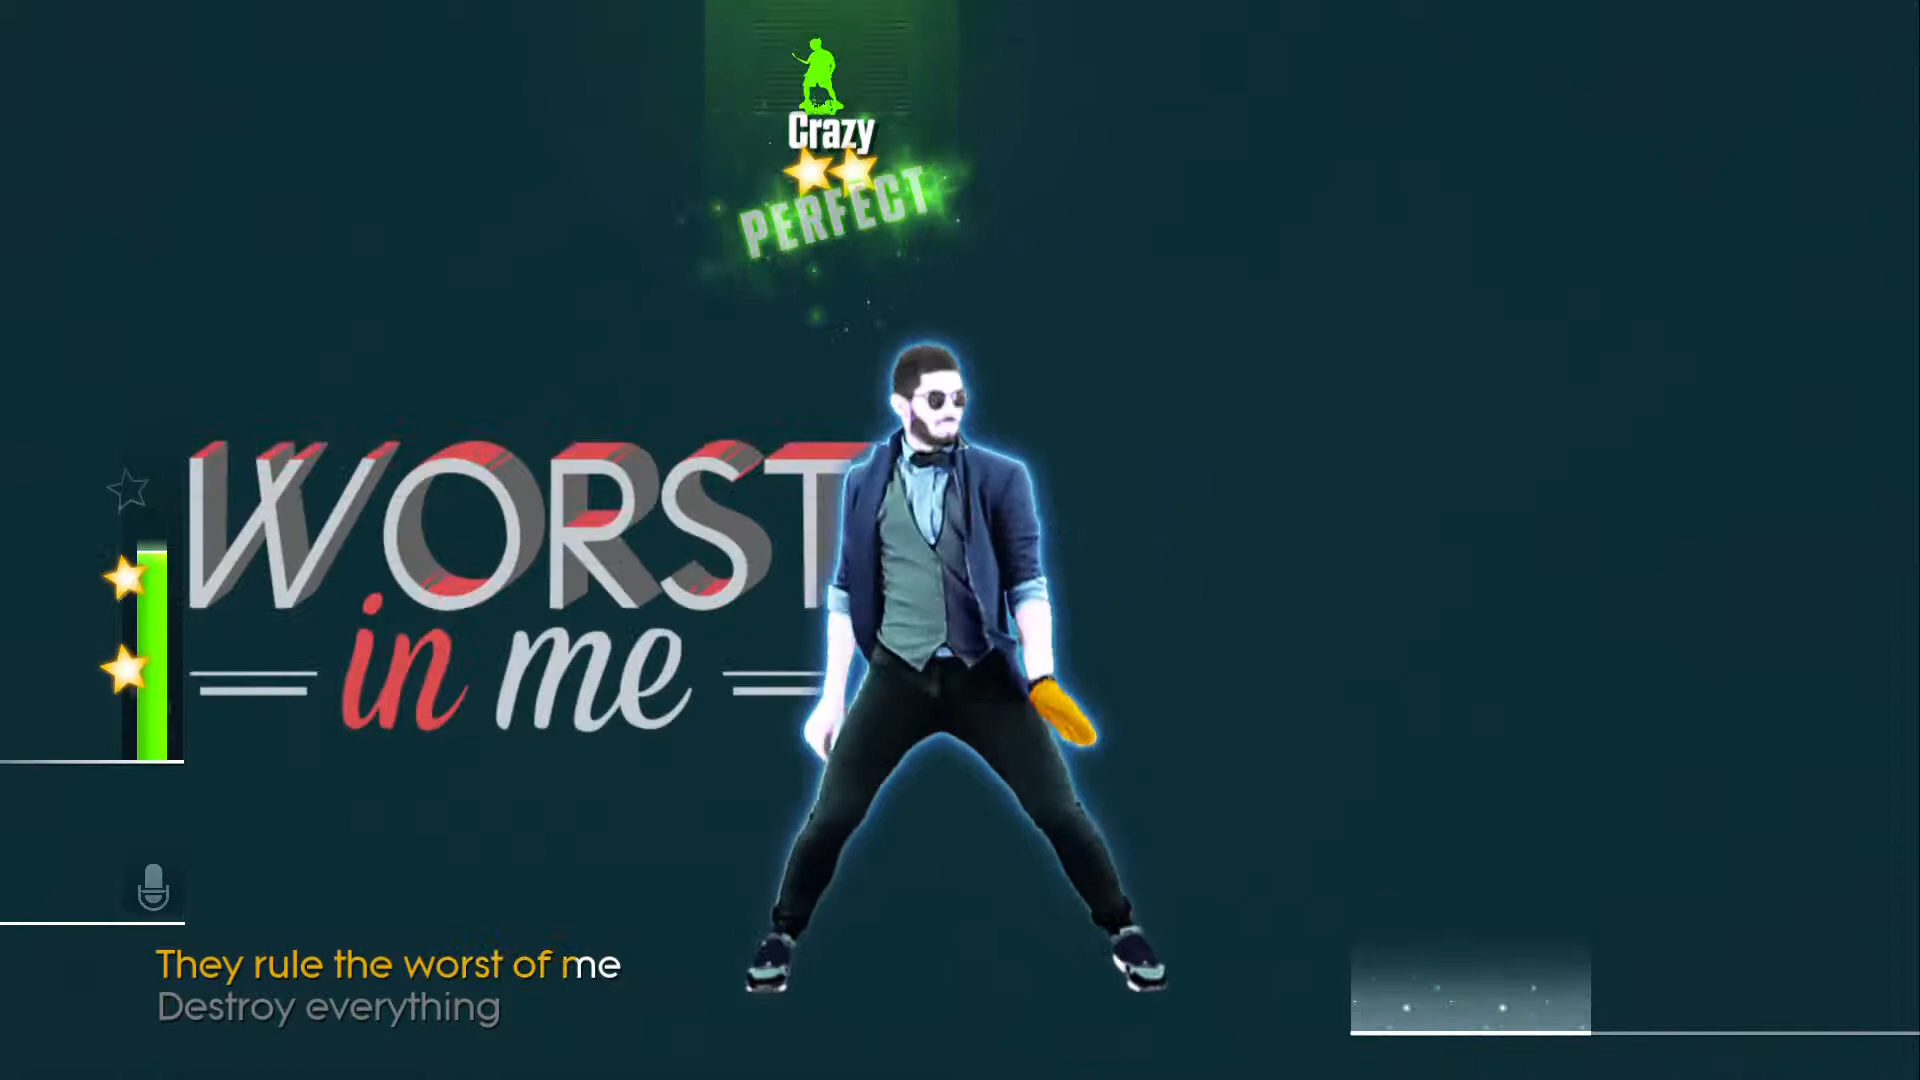 Crazy
PERFECT
WORST
in me
They rule the worst of me
Destroy everything